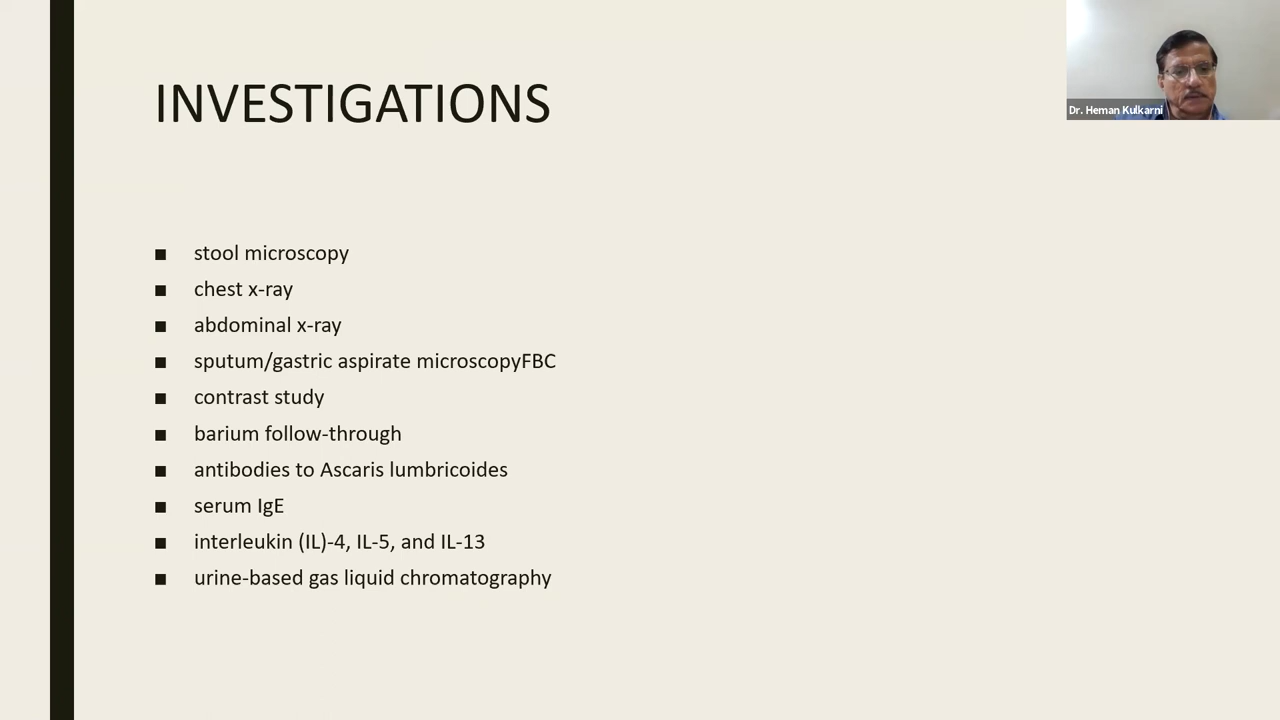 INVESTIGATIONS
Dr. Heman Kulkarni
■ stool microscopy
■ chest x-ray
■ abdominal x-ray
■ sputum/gastric aspirate microscopyFBC
■ contrast study
■ barium follow-through
■ antibodies to Ascaris lumbricoides
■ serum IgE
■ interleukin (IL)-4, IL-5, and IL-13
■ urine-based gas liquid chromatography